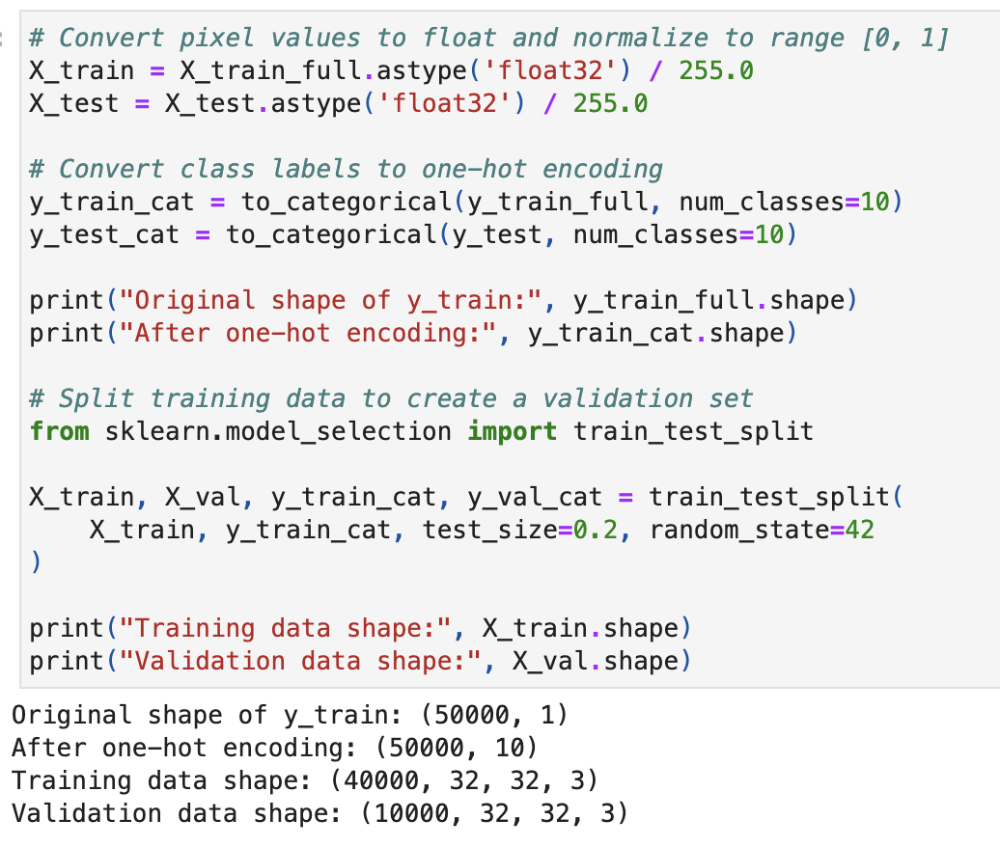 # Convert pixel values to float and normalize to range [0, 1]
X_train = X_train_full.astype('float32') / 255.0
X_test = X_test.astype('float32') / 255.0
# Convert class labels to one-hot encoding
y_train_cat = to_categorical(y_train_full, num_classes=10)
y_test_cat = to_categorical(y_test, num_classes=10)
print("Original shape of y_train:", y_train_full.shape)
print("After one-hot encoding:", y_train_cat.shape)
# Split training data to create a validation set
from sklearn.model_selection import train_test_split
X_train, X_val, y_train_cat, y_val_cat = train_test_split(
    X_train, y_train_cat, test_size=0.2, random_state=42
)
print("Training data shape:", X_train.shape)
print("Validation data shape:", X_val.shape)
Original shape of y_train: (50000, 1)
After one-hot encoding: (50000, 10)
Training data shape: (40000, 32, 32, 3)
Validation data shape: (10000, 32, 32, 3)